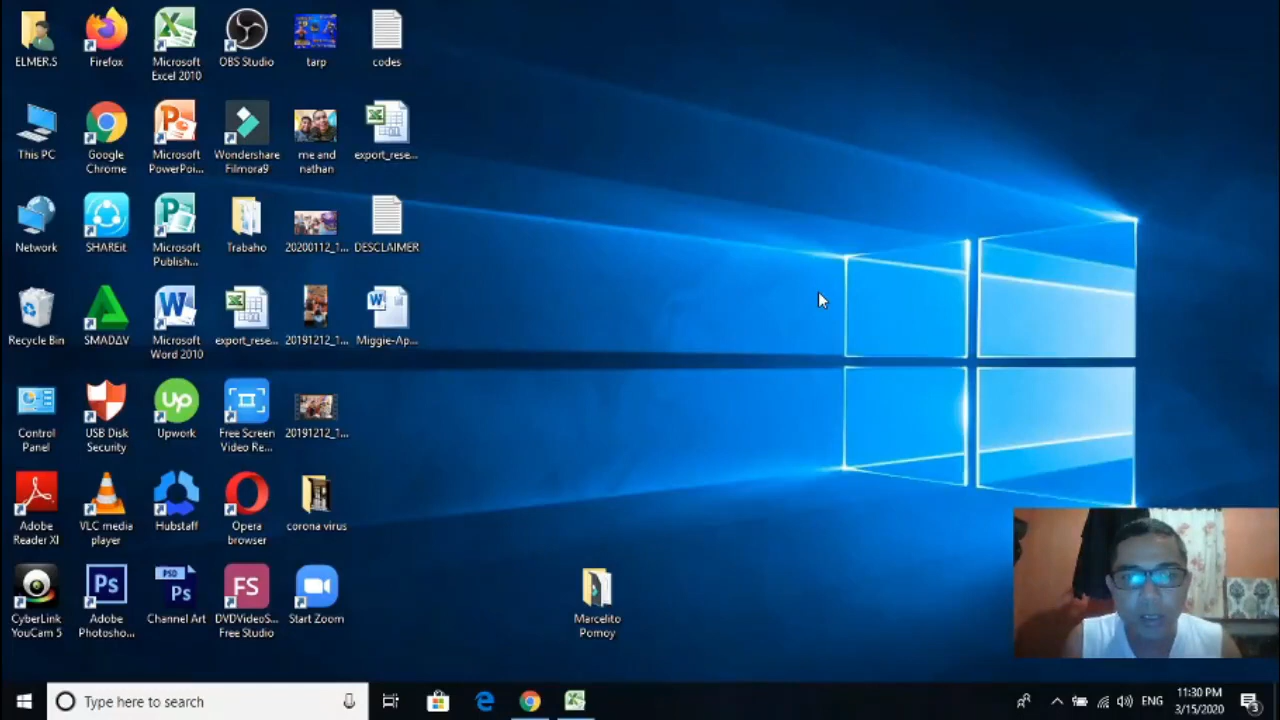 ELMER.S
Firefox
Microsoft
Excel 2010
OBS Studio
tarp
codes
This PC
Google
Chrome
Microsoft
PowerPoi...
Wondershare
Filmora9
me and
nathan
export_rese...
Network
SHAREit
Microsoft
Publish...
Trabaho
20200112_1...
DESCLAIMER
Recycle Bin
SMADΔV
Microsoft
Word 2010
export_rese...
20191212_1...
Miggie-Ap...
Control
Panel
USB Disk
Security
Upwork
Free Screen
Video Re...
20191212_1...
Adobe
Reader XI
VLC media
player
Hubstaff
Opera
browser
corona virus
CyberLink
YouCam 5
Adobe
Photosho...
Channel Art
DVDVideoS...
Free Studio
Start Zoom
Marcelito
Pomoy
Type here to search
ENG
11:30 PM
3/15/2020
3